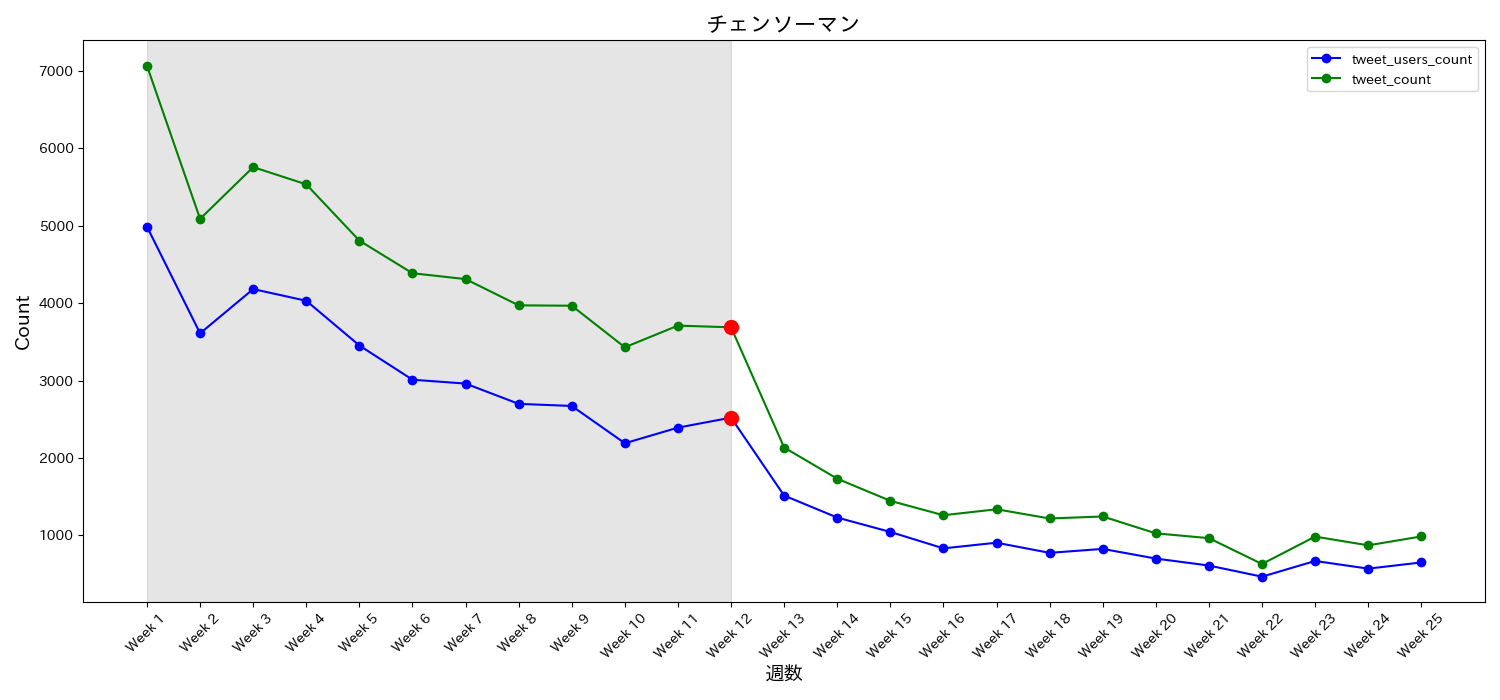 チェンソーマン
tweet_users_count
tweet_count
7000
6000
5000
4000
3000
2000
1000
Count
Week 1
Week 2
Week 3
Week 4
Week 5
Week 6
Week 7
Week 8
Week 9
Week 10
Week 11
Week 12
Week 13
Week 14
Week 15
Week 16
Week 17
Week 18
Week 19
Week 20
Week 21
Week 22
Week 23
Week 24
Week 25
週数